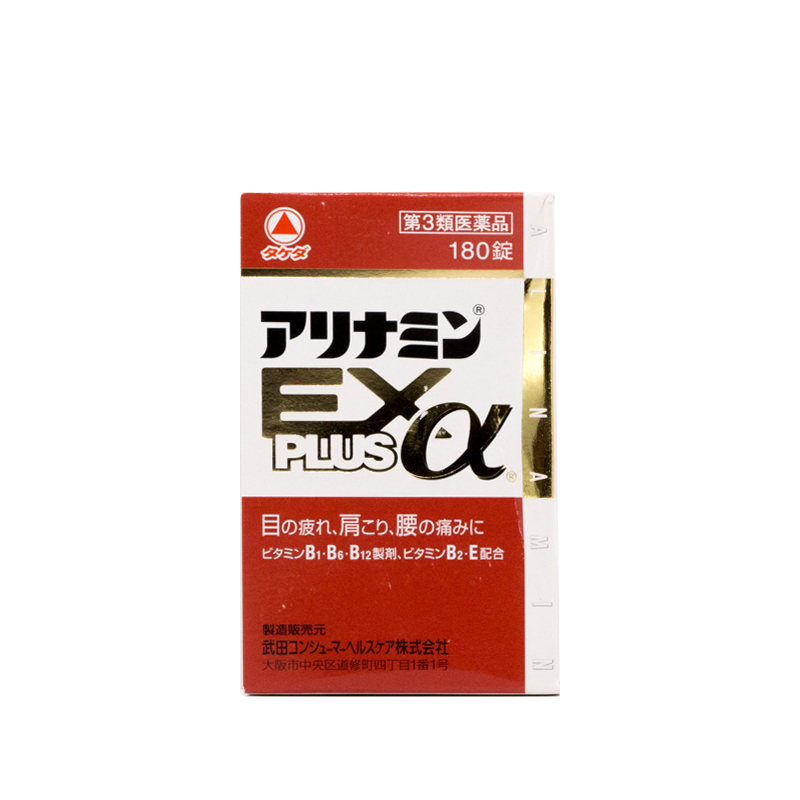 タケダ
第3類医薬品
180錠
アリナミン®
EX
PLUSα®
目の疲れ、肩こり、腰の痛みに
ビタミンB1・B6・B12製剤、ビタミンB2・E配合
製造販売元
武田コンシューマーヘルスケア株式会社
大阪市中央区道修町四丁目1番1号
ALINAMIN